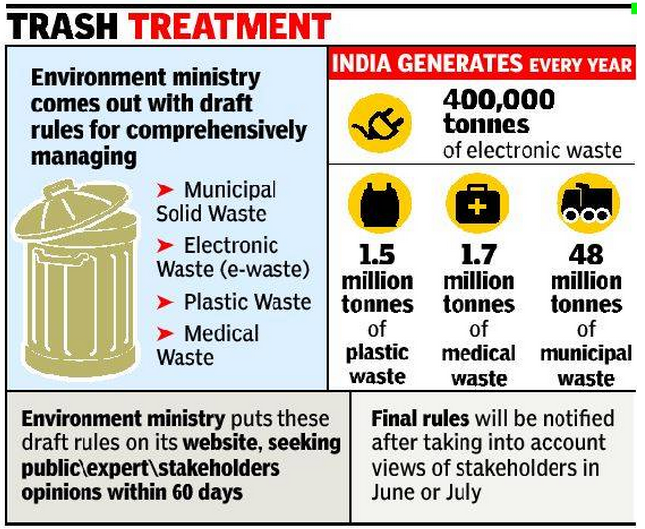 TRASH TREATMENT
Environment ministry
comes out with draft
rules for comprehensively
managing
➤ Municipal
Solid Waste
➤ Electronic
Waste (e-waste)
➤ Plastic Waste
➤ Medical
Waste
INDIA GENERATES EVERY YEAR
400,000
tonnes
of electronic waste
1.5
million
tonnes
of
plastic
waste
1.7
million
tonnes
of
medical
waste
48
million
tonnes
of
municipal
waste
Environment ministry puts these
draft rules on its website, seeking
public\expert\stakeholders
opinions within 60 days
Final rules will be notified
after taking into account
views of stakeholders in
June or July